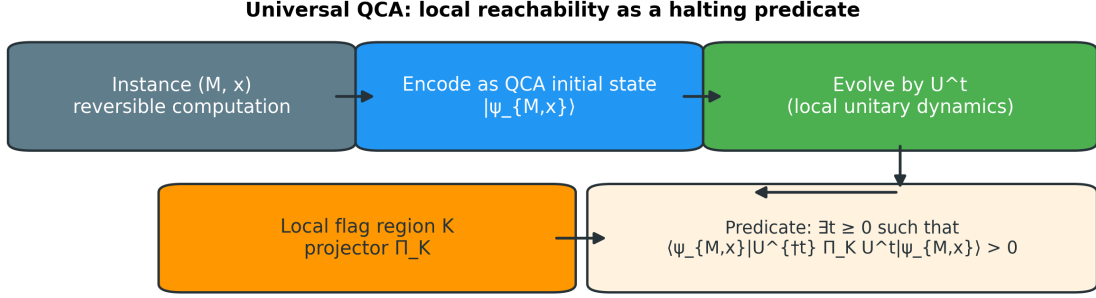 Universal QCA: local reachability as a halting predicate
Instance (M, x)
reversible computation
Encode as QCA initial state
|ψ_{M,x}⟩
Evolve by U^t
(local unitary dynamics)
Local flag region K
projector Π_K
Predicate: ∃t ≥ 0 such that
⟨ψ_{M,x}|U^{†t} Π_K U^t|ψ_{M,x}⟩ > 0